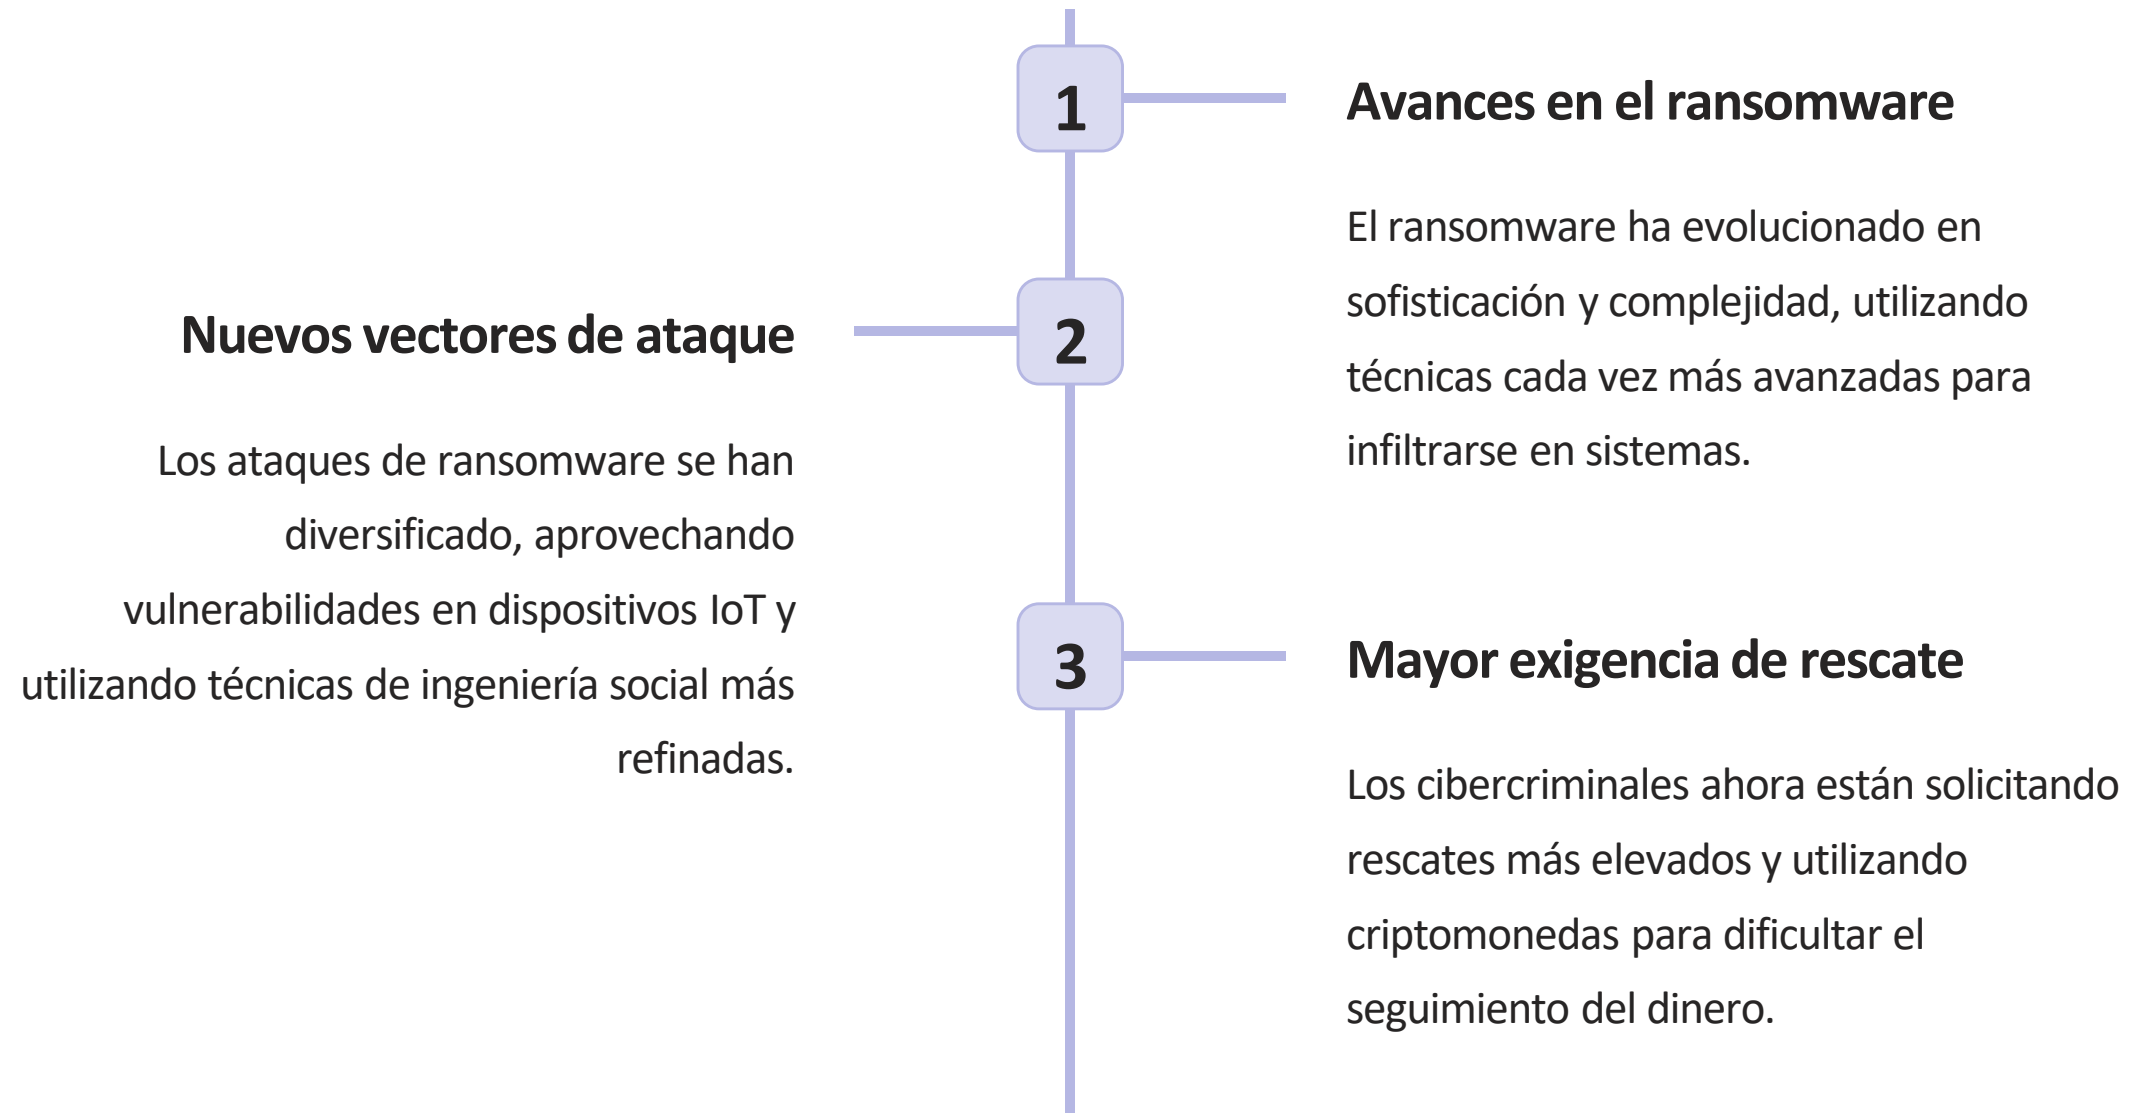 1
Avances en el ransomware
El ransomware ha evolucionado en
sofisticación y complejidad, utilizando
técnicas cada vez más avanzadas para
infiltrarse en sistemas.
2
Nuevos vectores de ataque
Los ataques de ransomware se han
diversificado, aprovechando
vulnerabilidades en dispositivos IoT y
utilizando técnicas de ingeniería social más
refinadas.
3
Mayor exigencia de rescate
Los cibercriminales ahora están solicitando
rescates más elevados y utilizando
criptomonedas para dificultar el
seguimiento del dinero.